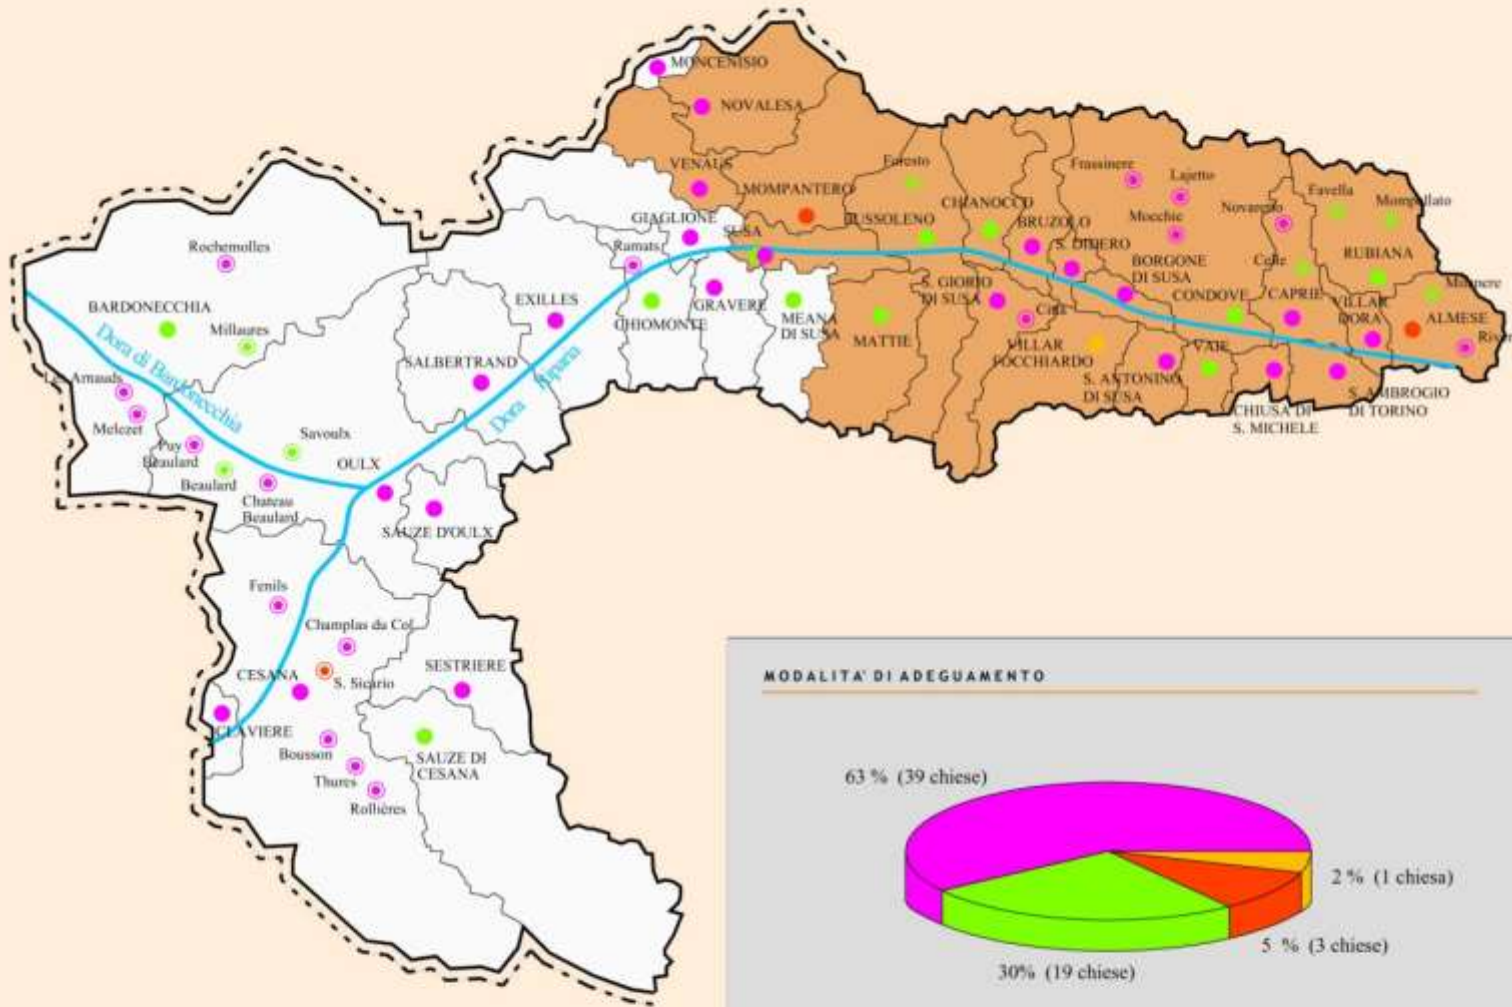 MONCENISIO
NOVALESA
VENAUS
Foresto
Frassinere
Lajetto
Favella
MOMPANTERO
Mompellato
CHIANOCCO
Novaretto
GIAGLIONE
SUSA
BUSSOLENO
BRUZOLO
Mocchie
Rochemolles
Ramats
S. DIDERO
RUBIANA
BORGONE
DI SUSA
Celle
BARDONECCHIA
EXILLES
GRAVERE
S. GIORIO
DI SUSA
CONDOVE
CAPRIE
VILLAR
DORA
Millaures
CHIOMONTE
MEANA
DI SUSA
ALMESE
Dora di Bardonecchia
MATTIE
VILLAR
FOCCHIARDO
VAIE
SALBERTRAND
Dora Riparia
S. ANTONINO
DI SUSA
Les Arnauds
CHIUSA DI
S. MICHELE
S. AMBROGIO
DI TORINO
Melezet
Savoulx
Puy
Beaulard
OULX
Beaulard
Chateau
Beaulard
SAUZE D'OULX
Fenils
Champlas du Col
CESANA
S. Sicario
SESTRIERE
CLAVIERE
Bousson
SAUZE DI
CESANA
Thures
Rollières
MODALITA' DI ADEGUAMENTO
63 % (39 chiese)
2 % (1 chiesa)
5 % (3 chiese)
30% (19 chiese)